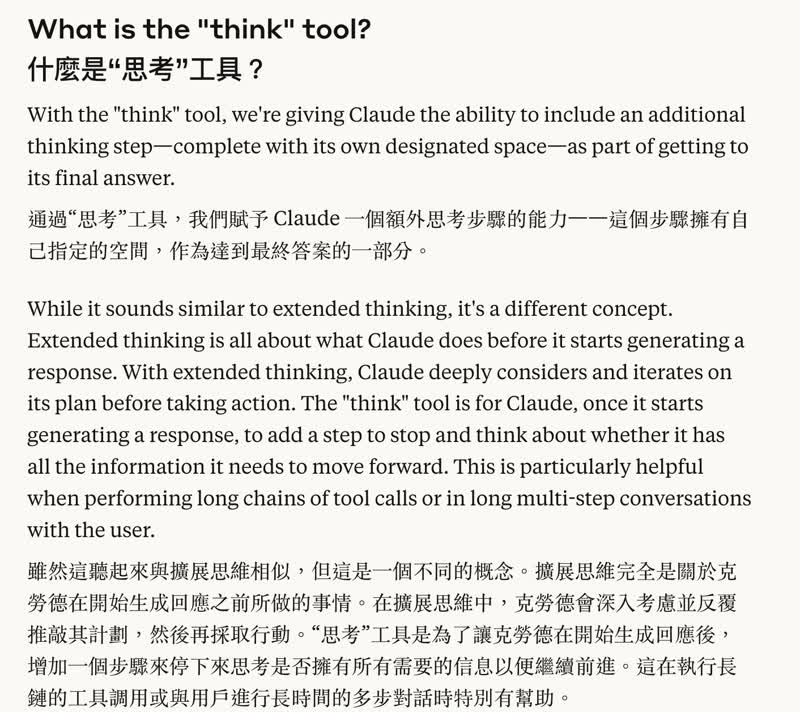 What is the "think" tool?
什麼是“思考”工具？
With the "think" tool, we're giving Claude the ability to include an additional
thinking step—complete with its own designated space—as part of getting to
its final answer.
通過“思考”工具，我們賦予 Claude 一個額外思考步驟的能力——這個步驟擁有自
己指定的空間，作為達到最終答案的一部分。
While it sounds similar to extended thinking, it's a different concept.
Extended thinking is all about what Claude does before it starts generating a
response. With extended thinking, Claude deeply considers and iterates on
its plan before taking action. The "think" tool is for Claude, once it starts
generating a response, to add a step to stop and think about whether it has
all the information it needs to move forward. This is particularly helpful
when performing long chains of tool calls or in long multi-step conversations
with the user.
雖然這聽起來與擴展思維相似，但這是一個不同的概念。擴展思維完全是關於克
勞德在開始生成回應之前所做的事情。在擴展思維中，克勞德會深入考慮並反覆
推敲其計劃，然後再採取行動。“思考”工具是為了讓克勞德在開始生成回應後，
增加一個步驟來停下來思考是否擁有所有需要的信息以便繼續前進。這在執行長
鏈的工具調用或與用戶進行長時間的多步對話時特別有幫助。